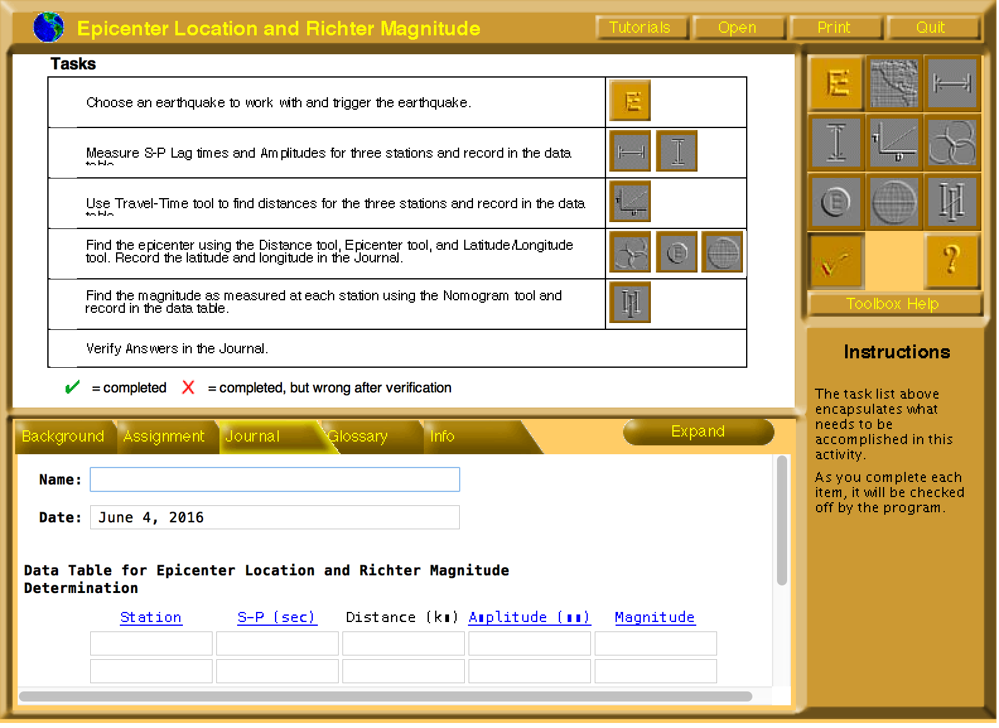 Epicenter Location and Richter Magnitude
Tutorials
Open
Print
Quit
Tasks
Choose an earthquake to work with and trigger the earthquake.
E
Measure S-P Lag times and Amplitudes for three stations and record in the data
Use Travel-Time tool to find distances for the three stations and record in the data
T
D
Find the epicenter using the Distance tool, Epicenter tool, and Latitude/Longitude
tool. Record the latitude and longitude in the Journal.
E
Find the magnitude as measured at each station using the Nomogram tool and
record in the data table.
Verify Answers in the Journal.
= completed
X
= completed, but wrong after verification
E
T
D
E
?
Toolbox Help
Instructions
The task list above
encapsulates what
needs to be
accomplished in this
activity.
As you complete each
item, it will be checked
off by the program.
Background
Assignment
Journal
Glossary
Info
Expand
Name:
Date:
June 4, 2016
Data Table for Epicenter Location and Richter Magnitude
Determination
Station
S-P (sec)
Distance (km)
Amplitude (mm)
Magnitude